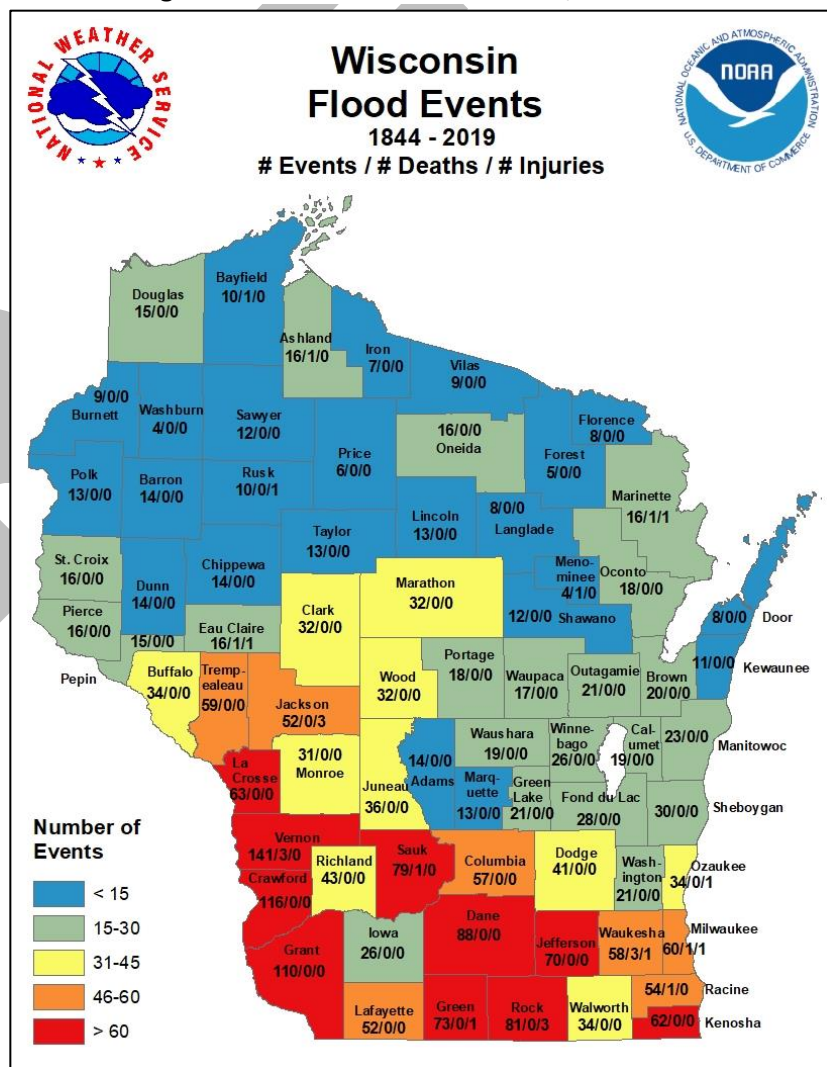 NATIONAL WEATHER SERVICE
Wisconsin
Flood Events
1844 - 2019
# Events / # Deaths / # Injuries
NATIONAL OCEANIC AND ATMOSPHERIC ADMINISTRATION
NOAA
U.S. DEPARTMENT OF COMMERCE
Douglas
15/0/0
Bayfield
10/1/0
Ashland
16/1/0
Iron
7/0/0
Vilas
9/0/0
9/0/0
Burnett
Washburn
4/0/0
Sawyer
12/0/0
Price
6/0/0
16/0/0
Oneida
Florence
8/0/0
Forest
5/0/0
Marinette
16/1/1
Polk
13/0/0
Barron
14/0/0
Rusk
10/0/1
Taylor
13/0/0
Lincoln
13/0/0
8/0/0
Langlade
St. Croix
16/0/0
Dunn
14/0/0
Chippewa
14/0/0
Clark
32/0/0
Marathon
32/0/0
Meno-
minee
4/1/0
Oconto
18/0/0
12/0/0
Shawano
8/0/0
Door
Pierce
16/0/0
15/0/0
Pepin
Eau Claire
16/1/1
11/0/0
Kewaunee
Buffalo
34/0/0
Tremp-
ealeau
59/0/0
Jackson
52/0/3
Wood
32/0/0
Portage
18/0/0
Waupaca
17/0/0
Outagamie
21/0/0
Brown
20/0/0
La
Crosse
63/0/0
31/0/0
Monroe
Juneau
36/0/0
14/0/0
Adams
Waushara
19/0/0
Winne-
bago
26/0/0
Cal-
umet
19/0/0
23/0/0
Manitowoc
Marq-
uette
13/0/0
Green
Lake
21/0/0
Fond du Lac
28/0/0
30/0/0
Sheboygan
Vernon
141/3/0
Crawford
116/0/0
Richland
43/0/0
Sauk
79/1/0
Columbia
57/0/0
Dodge
41/0/0
Wash-
ington
21/0/0
Ozaukee
34/0/1
Grant
110/0/0
Iowa
26/0/0
Dane
88/0/0
Jefferson
70/0/0
Waukesha
58/3/1
Milwaukee
60/1/1
Lafayette
52/0/0
Green
73/0/1
Rock
81/0/3
Walworth
34/0/0
54/1/0
Racine
62/0/0
Kenosha
Number of
Events
< 15
15-30
31-45
46-60
> 60